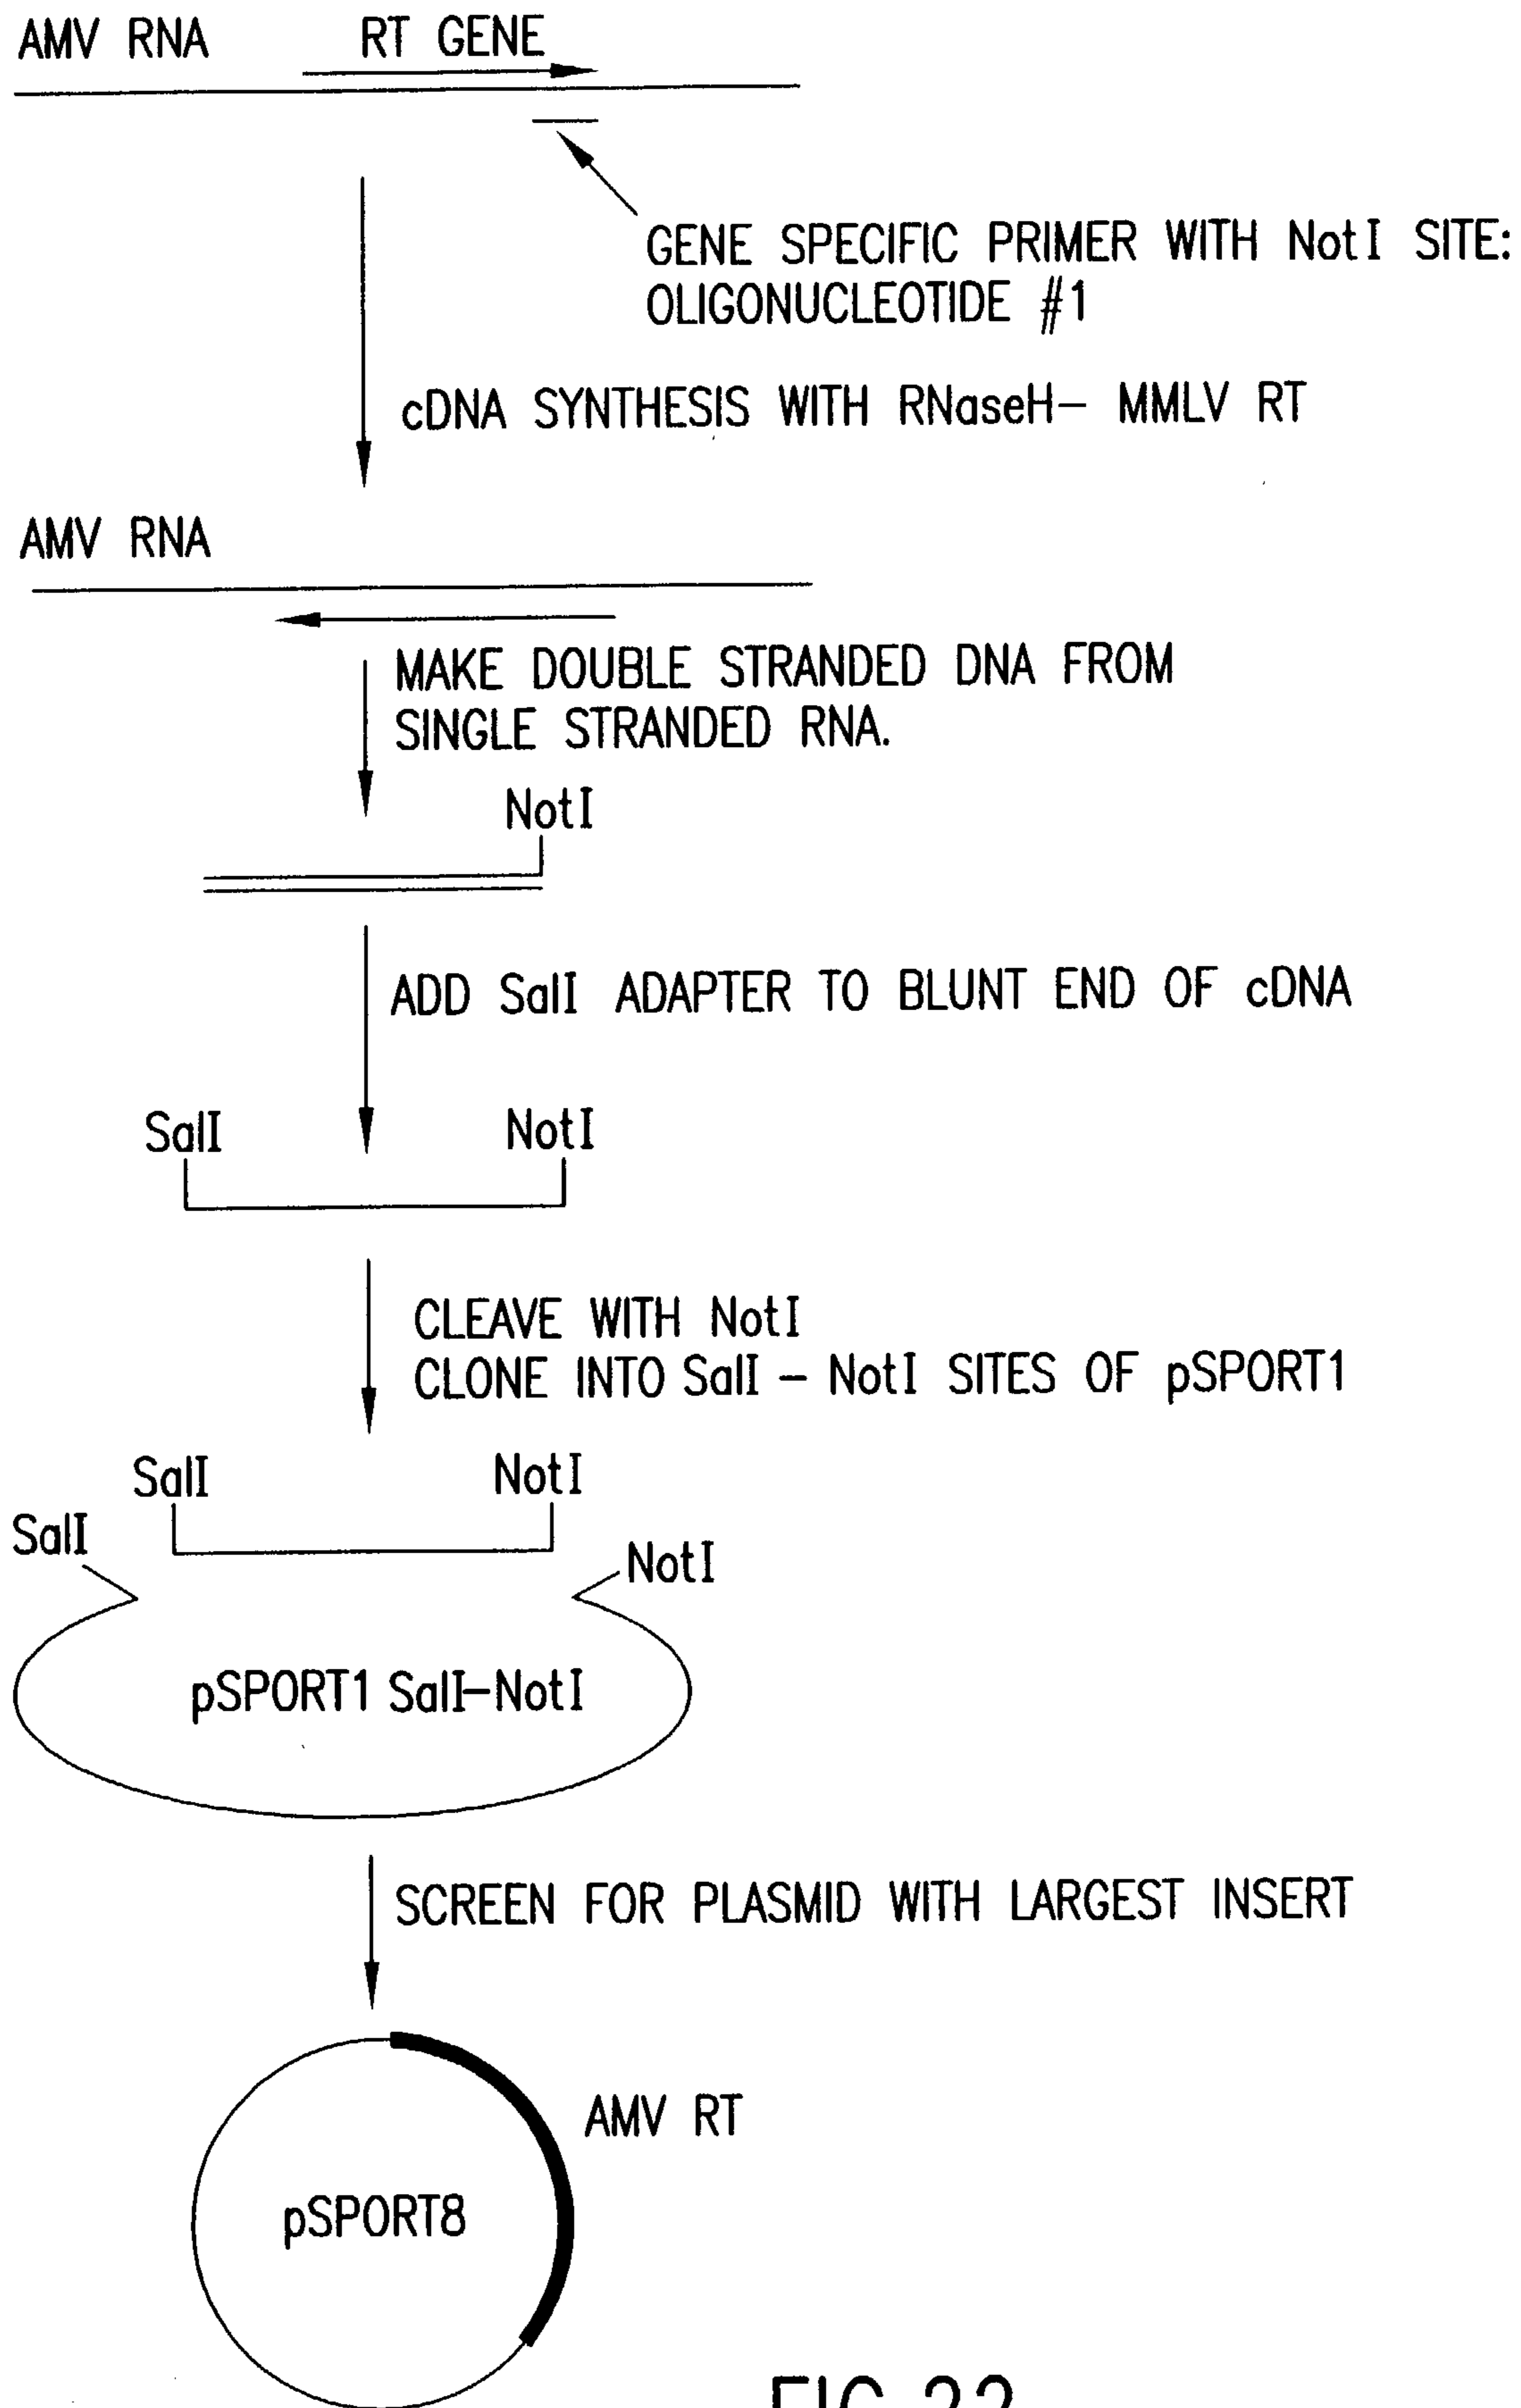 AMV RNA RT GENE
GENE SPECIFIC PRIMER WITH NotI SITE:
OLIGONUCLEOTIDE #1
cDNA SYNTHESIS WITH RNaseH– MMLV RT
AMV RNA
MAKE DOUBLE STRANDED DNA FROM
SINGLE STRANDED RNA.
NotI
ADD SalI ADAPTER TO BLUNT END OF cDNA
SalI NotI
CLEAVE WITH NotI
CLONE INTO SalI – NotI SITES OF pSPORT1
SalI NotI
SalI NotI
pSPORT1 SalI–NotI
SCREEN FOR PLASMID WITH LARGEST INSERT
AMV RT
pSPORT8